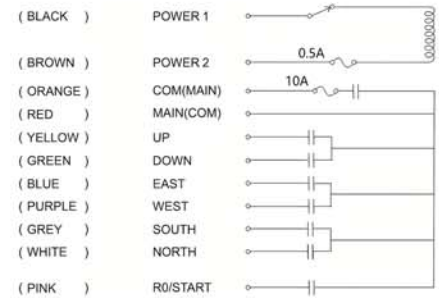 ( BLACK ) POWER 1
( BROWN ) POWER 2 0.5A
( ORANGE ) COM(MAIN) 10A
( RED ) MAIN(COM)
( YELLOW ) UP
( GREEN ) DOWN
( BLUE ) EAST
( PURPLE ) WEST
( GREY ) SOUTH
( WHITE ) NORTH
( PINK ) R0/START